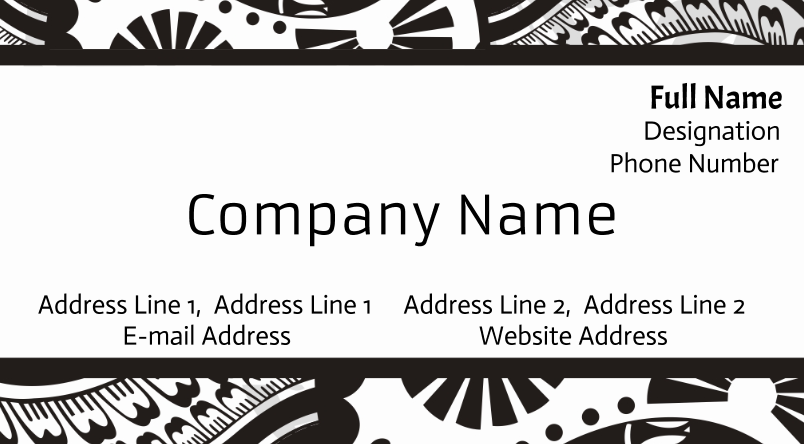 Full Name
Designation
Phone Number
Company Name
Address Line 1,  Address Line 1
E-mail Address
Address Line 2,  Address Line 2
Website Address